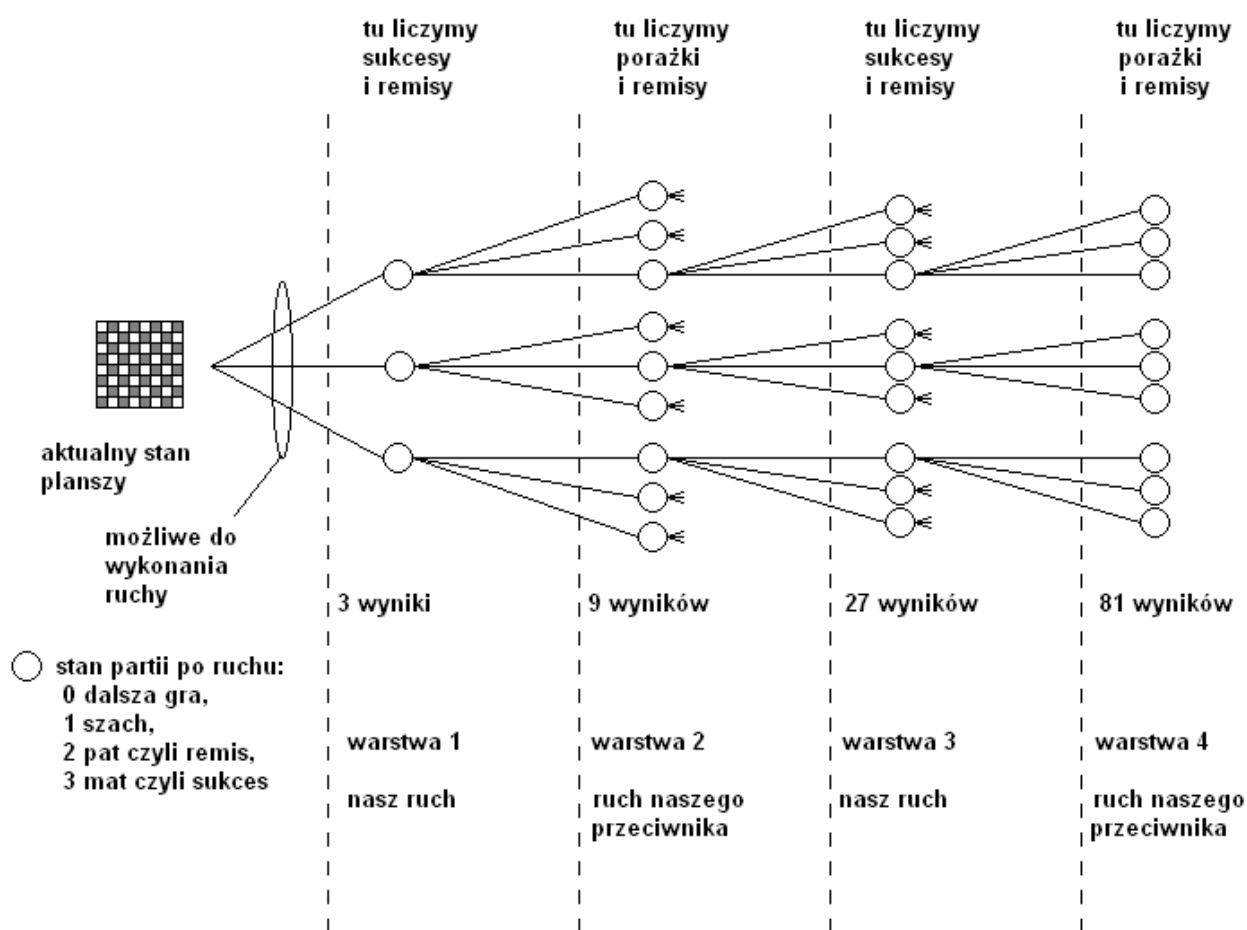 tu liczymy
sukcesy
i remisy
tu liczymy
porażki
i remisy
tu liczymy
sukcesy
i remisy
tu liczymy
porażki
i remisy
aktualny stan
planszy
możliwe do
wykonania
ruchy
3 wyniki
9 wyników
27 wyników
81 wyników
stan partii po ruchu:
0 dalsza gra,
1 szach,
2 pat czyli remis,
3 mat czyli sukces
warstwa 1
nasz ruch
warstwa 2
ruch naszego
przeciwnika
warstwa 3
nasz ruch
warstwa 4
ruch naszego
przeciwnika